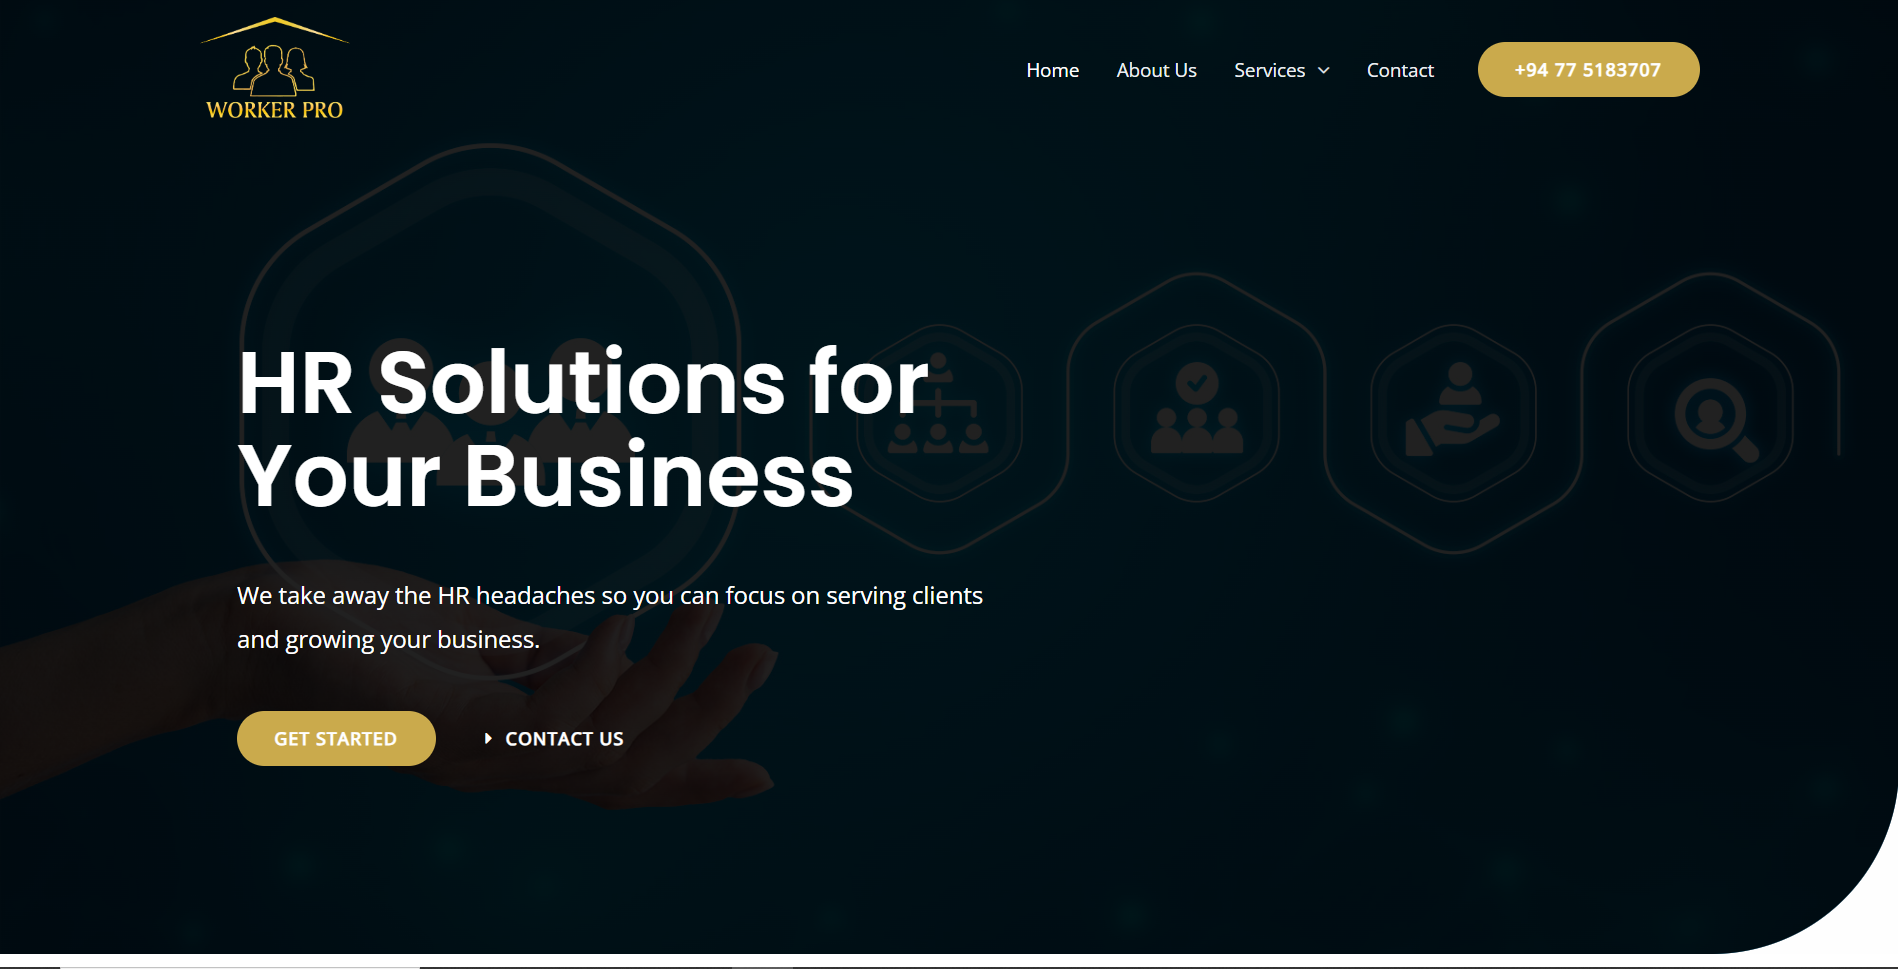 WORKER PRO
Home
About Us
Services
Contact
+94 77 5183707
HR Solutions for
Your Business
We take away the HR headaches so you can focus on serving clients
and growing your business.
GET STARTED
CONTACT US